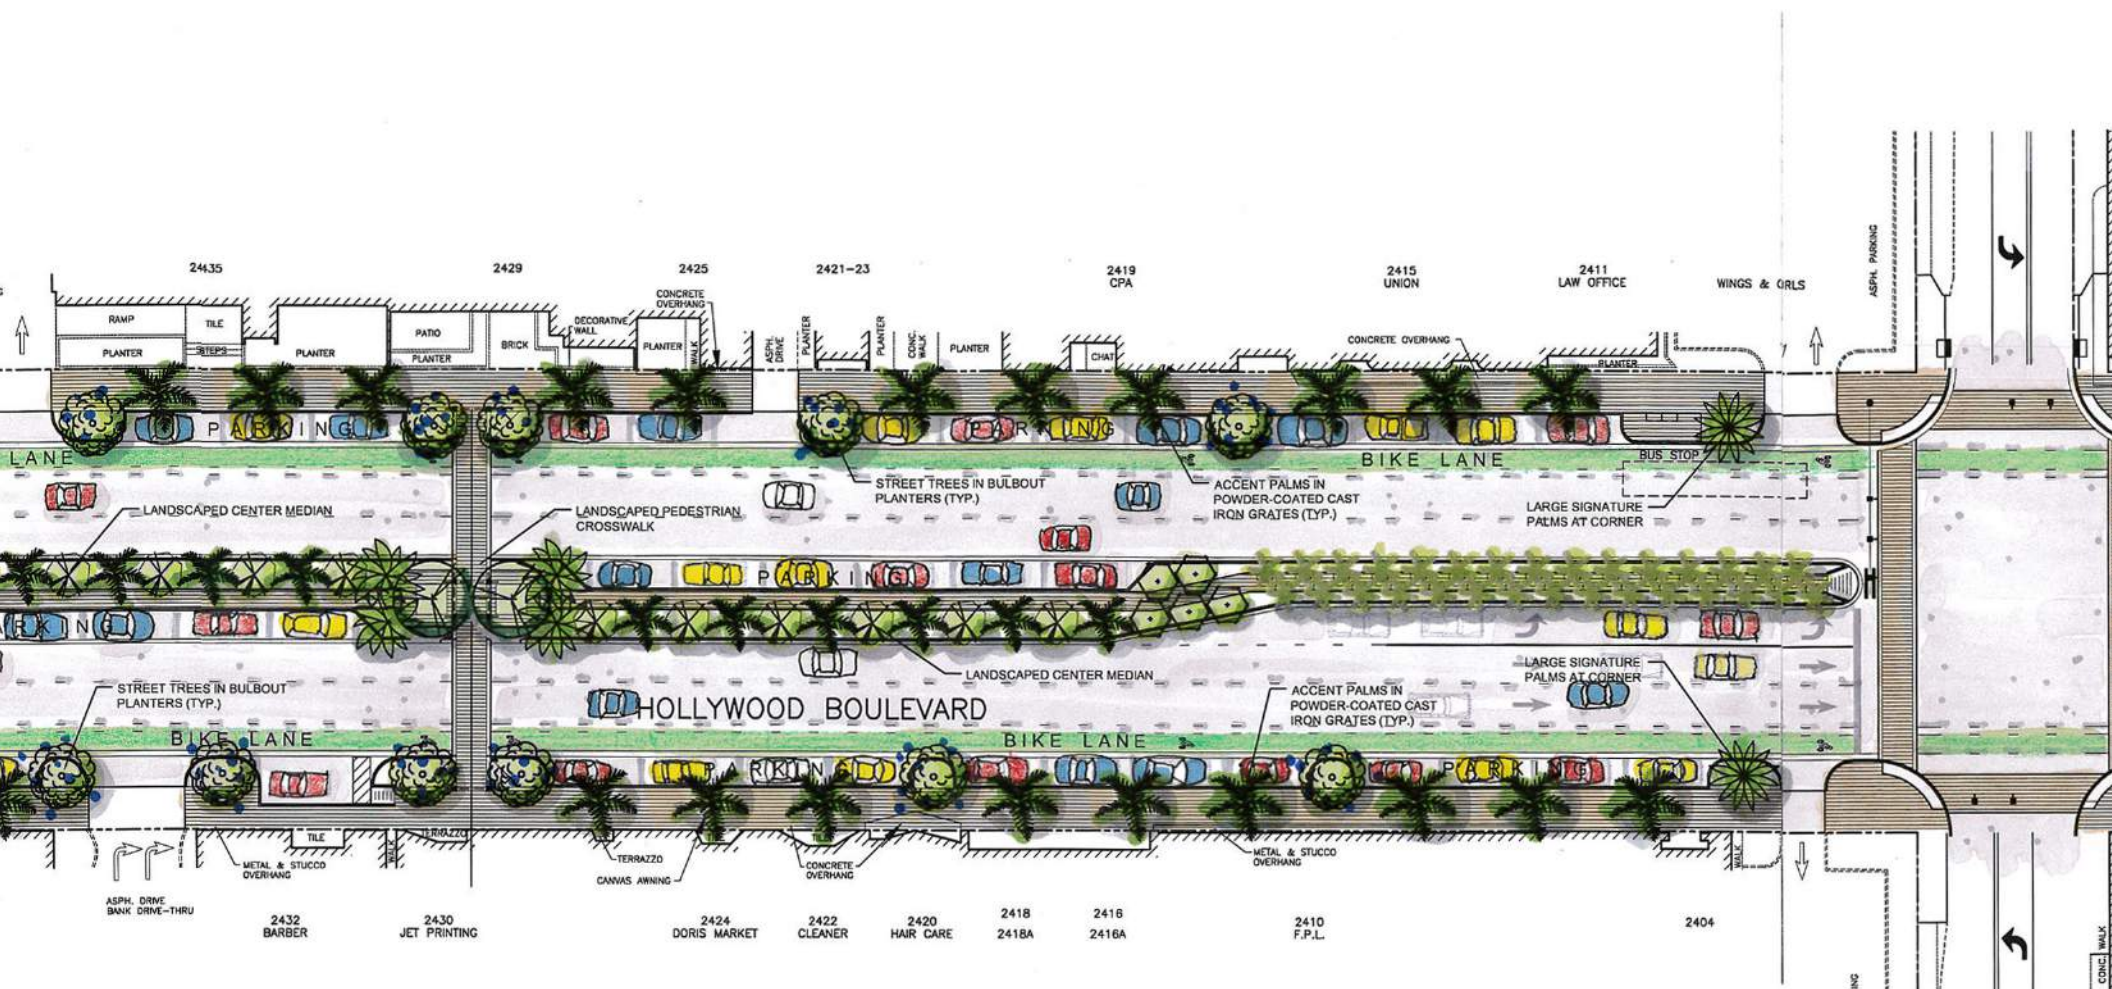 24435
2429
2425
2421-23
2419
CPA
2415
UNION
2411
LAW OFFICE
WINGS & GRLS
ASPH. PARKING
CONCRETE
OVERHANG
RAMP
TILE
PLANTER
STEPS
PLANTER
PATIO
PLANTER
BRICK
DECORATIVE
WALL
PLANTER
WALK
ASPH.
DRIVE
PLANTER
PLANTER
CONC.
WALK
PLANTER
CHAT
CONCRETE OVERHANG
PLANTER
PARKING
PARKING
LANE
BIKE LANE
BUS STOP
STREET TREES IN BULBOUT
PLANTERS (TYP.)
ACCENT PALMS IN
POWDER-COATED CAST
IRON GRATES (TYP.)
LARGE SIGNATURE
PALMS AT CORNER
LANDSCAPED CENTER MEDIAN
LANDSCAPED PEDESTRIAN
CROSSWALK
PARKING
RKING
LANDSCAPED CENTER MEDIAN
LARGE SIGNATURE
PALMS AT CORNER
STREET TREES IN BULBOUT
PLANTERS (TYP.)
HOLLYWOOD BOULEVARD
ACCENT PALMS IN
POWDER-COATED CAST
IRON GRATES (TYP.)
BIKE LANE
BIKE LANE
PARKING
PARKING
TILE
TERRAZZO
WALK
METAL & STUCCO
OVERHANG
TERRAZZO
CANVAS AWNING
TILE
CONCRETE
OVERHANG
METAL & STUCCO
OVERHANG
WALK
ASPH. DRIVE
BANK DRIVE-THRU
2432
BARBER
2430
JET PRINTING
2424
DORIS MARKET
2422
CLEANER
2420
HAIR CARE
2418
2418A
2416
2416A
2410
F.P.L.
2404
CONC. WALK